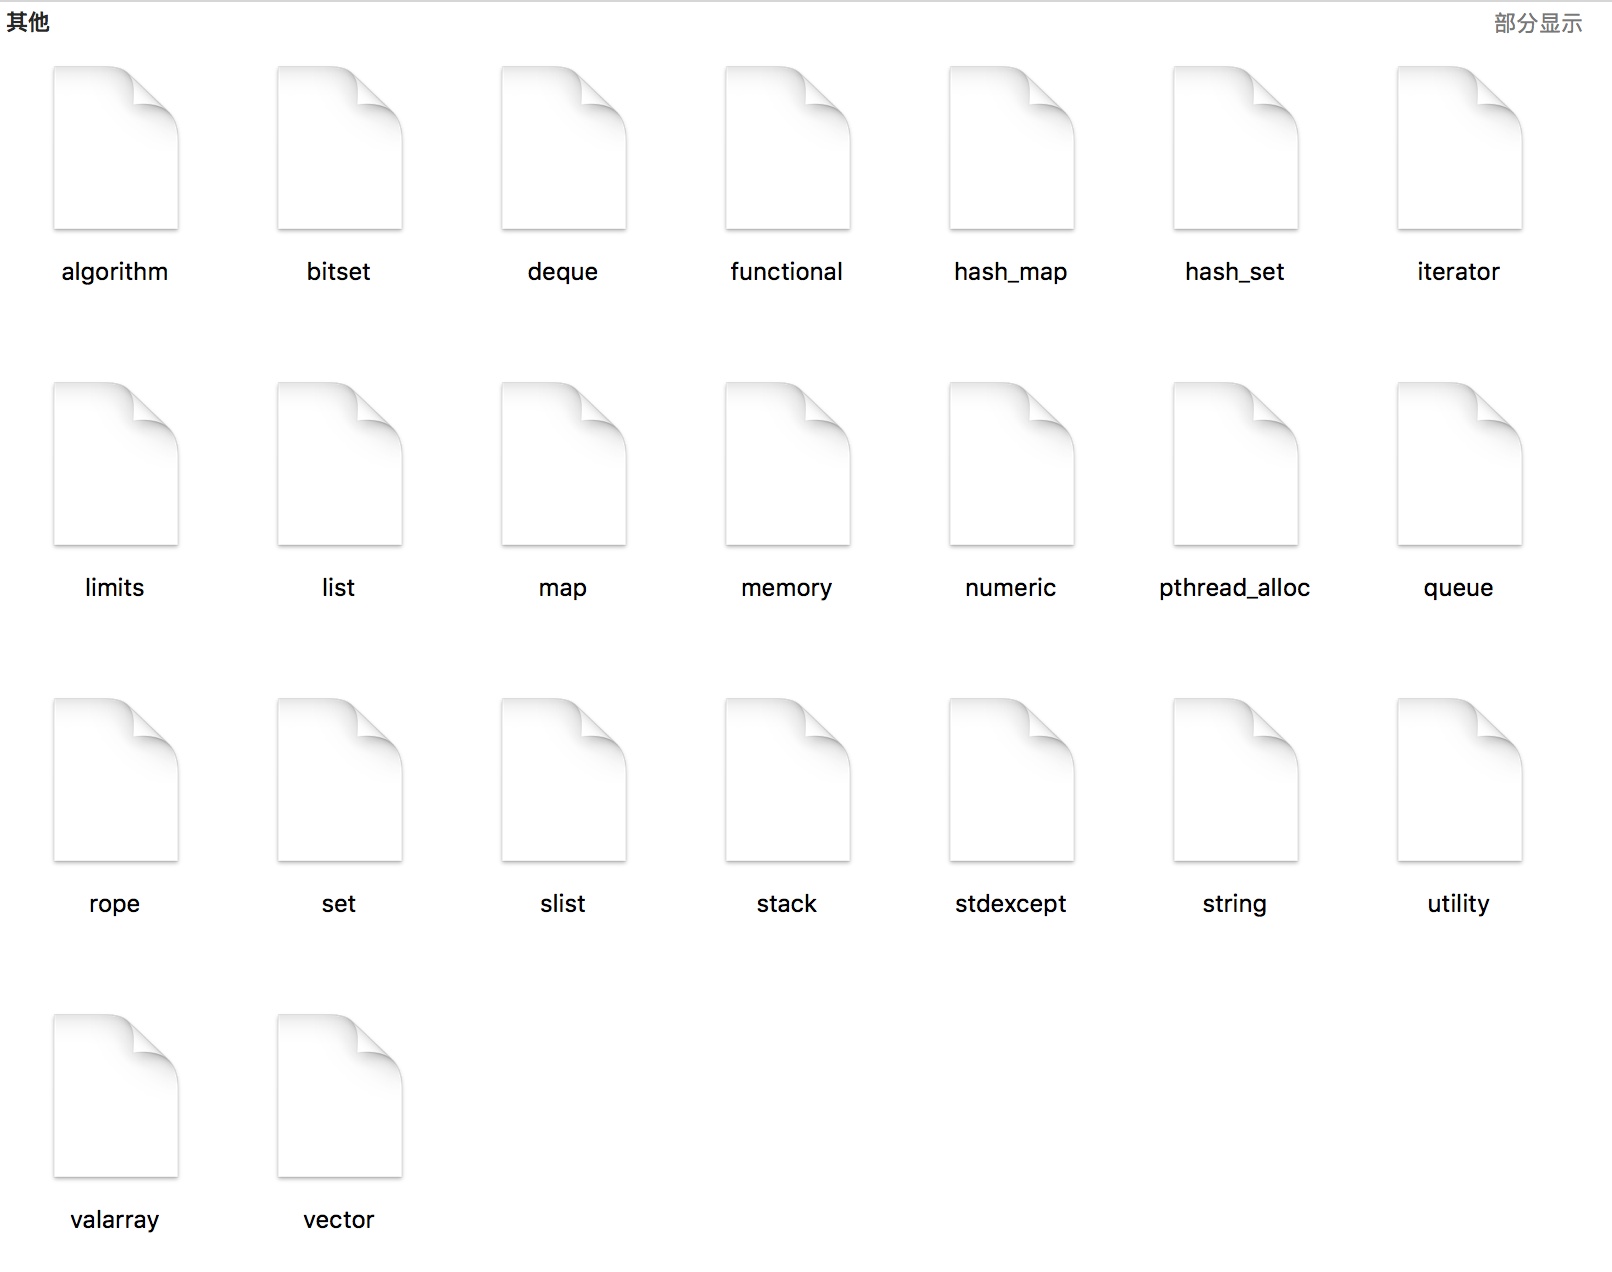 其他 部分显示
algorithm bitset deque functional hash_map hash_set iterator
limits list map memory numeric pthread_alloc queue
rope set slist stack stdexcept string utility
valarray vector